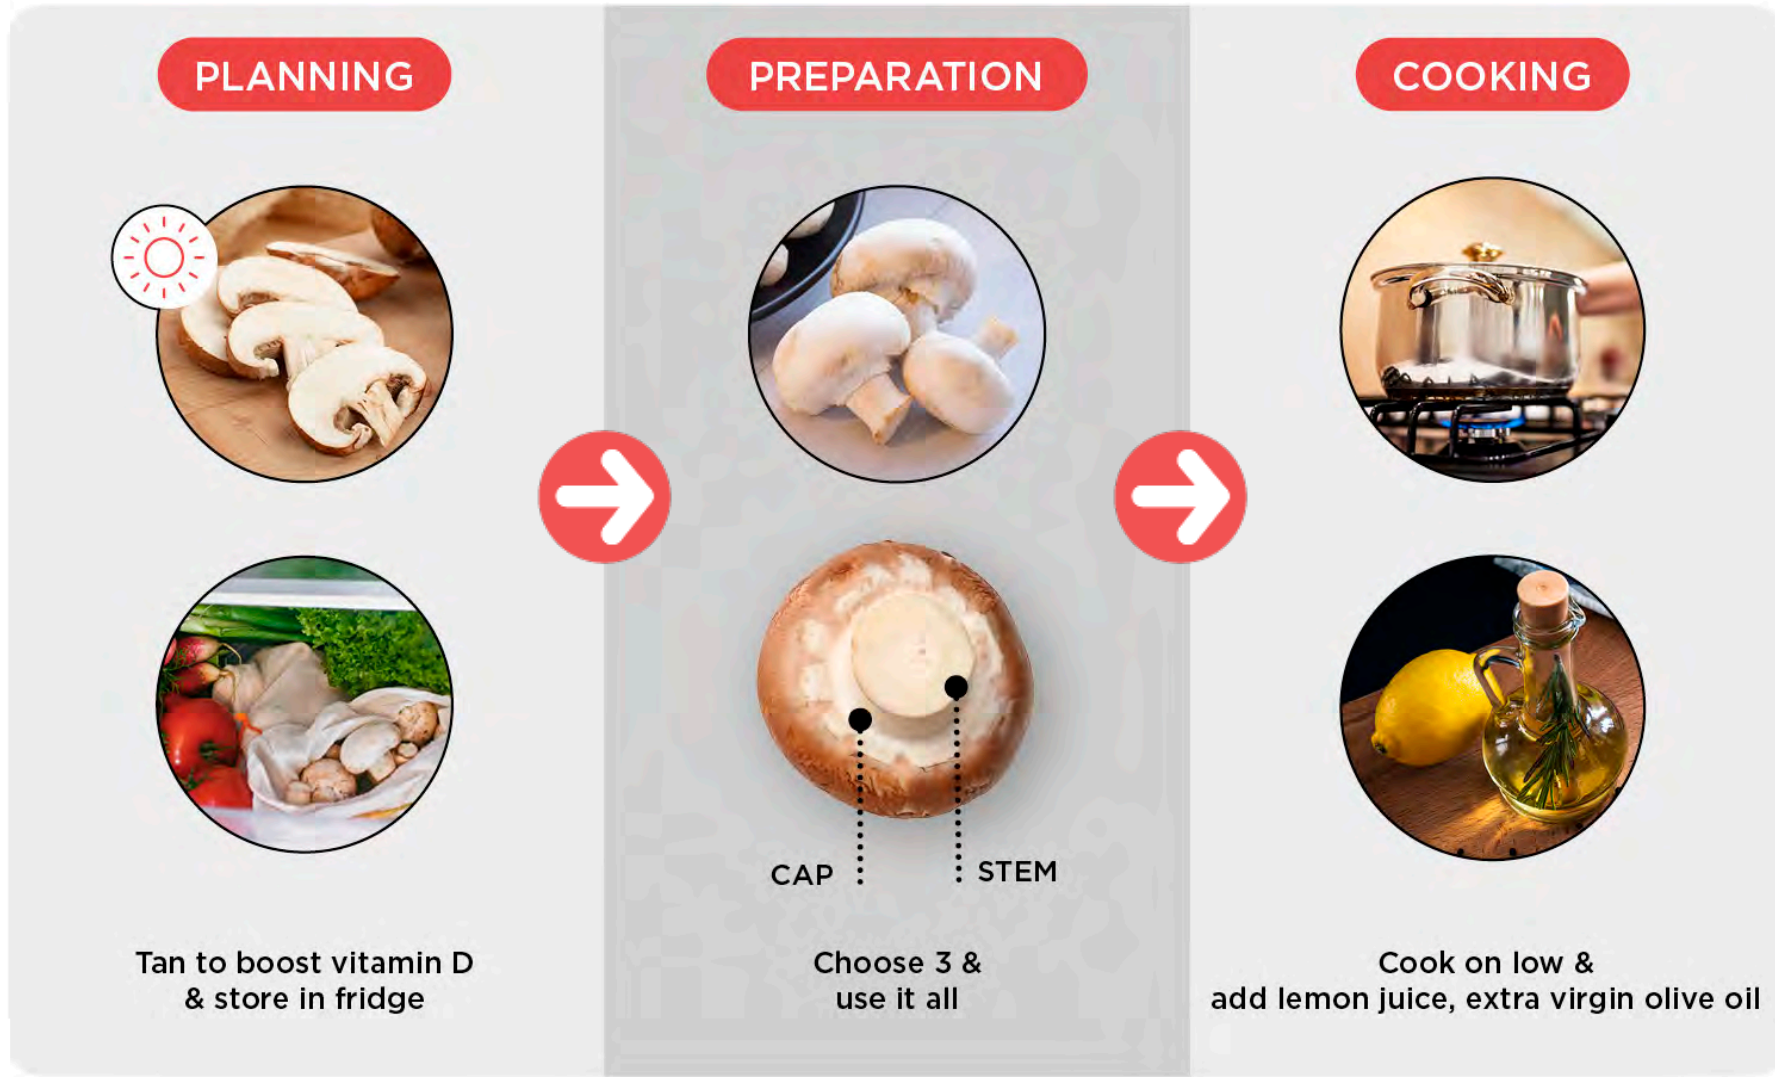 PLANNING
PREPARATION
COOKING
CAP
STEM
Tan to boost vitamin D
& store in fridge
Choose 3 &
use it all
Cook on low &
add lemon juice, extra virgin olive oil